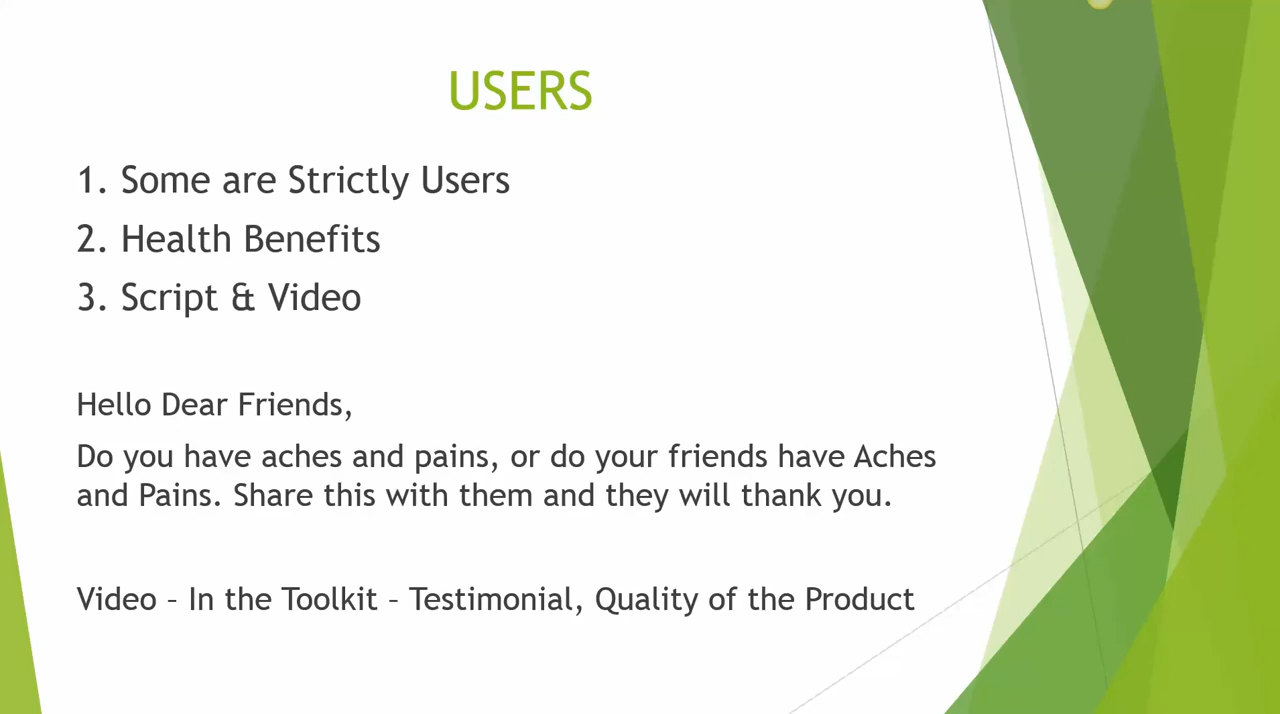 USERS
1. Some are Strictly Users
2. Health Benefits
3. Script & Video
Hello Dear Friends,
Do you have aches and pains, or do your friends have Aches
and Pains. Share this with them and they will thank you.
Video – In the Toolkit – Testimonial, Quality of the Product